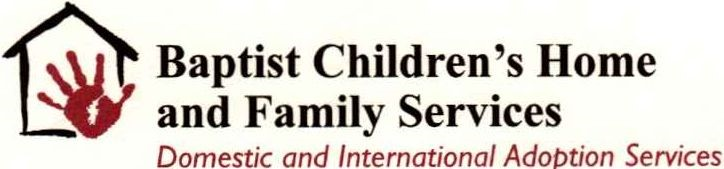 Baptist Children's Home
and Family Services
Domestic and International Adoption Services